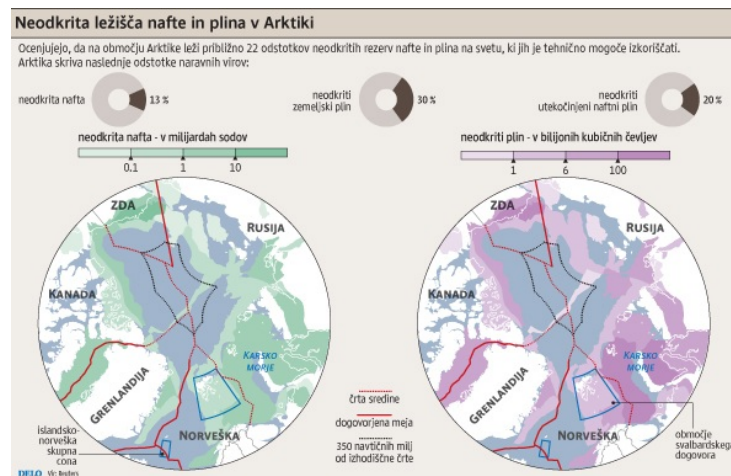 Neodkrita ležišča nafte in plina v Arktiki
Ocenjujejo, da na območju Arktike leži približno 22 odstotkov neodkritih rezerv nafte in plina na svetu, ki jih je tehnično mogoče izkoriščati.
Arktika skriva naslednje odstotke naravnih virov:
neodkrita nafta
13 %
neodkriti
zemeljski plin
30 %
neodkriti
utekočinjeni naftni plin
20 %
neodkrita nafta - v milijardah sodov
0.1
1
10
neodkriti plin - v bilijonih kubičnih čevljev
1
6
100
ZDA
RUSIJA
KANADA
KARSKO
MORJE
GRENLANDIJA
NORVEŠKA
islandsko-
norveška
skupna
cona
črta sredine
dogovorjena meja
350 navtičnih milj
od izhodiščne črte
ZDA
RUSIJA
KANADA
KARSKO
MORJE
GRENLANDIJA
NORVEŠKA
območje
svalbardskega
dogovora
DELO Vir: Reuters